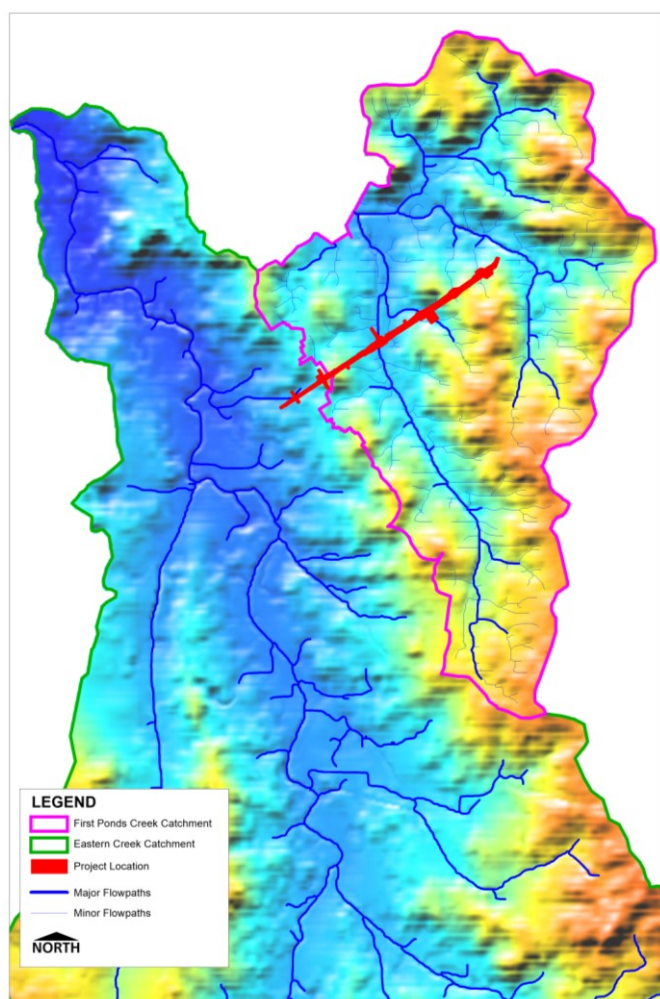 LEGEND
First Ponds Creek Catchment
Eastern Creek Catchment
Project Location
Major Flowpaths
Minor Flowpaths
NORTH